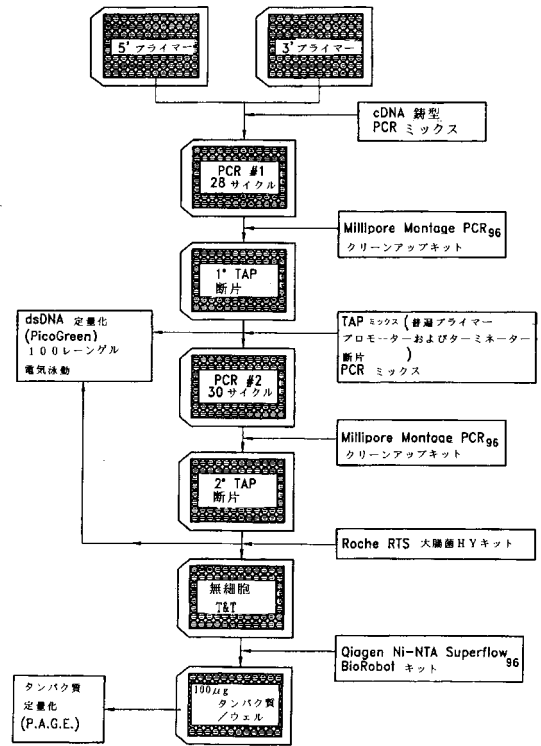 5' プライマー
3' プライマー
cDNA 鋳型
PCR ミックス
PCR #1
28 サイクル
Millipore Montage PCR96
クリーンアップキット
1° TAP
断片
dsDNA 定量化
(PicoGreen)
100レーンゲル
電気泳動
TAP ミックス (普遍プライマー
プロモーターおよびターミネーター
断片 )
PCR ミックス
PCR #2
30 サイクル
Millipore Montage PCR96
クリーンアップキット
2° TAP
断片
Roche RTS 大腸菌HYキット
無細胞
T&T
Qiagen Ni-NTA Superflow
BioRobot キット 96
100μg
タンパク質
/ウェル
タンパク質
定量化
(P.A.G.E.)